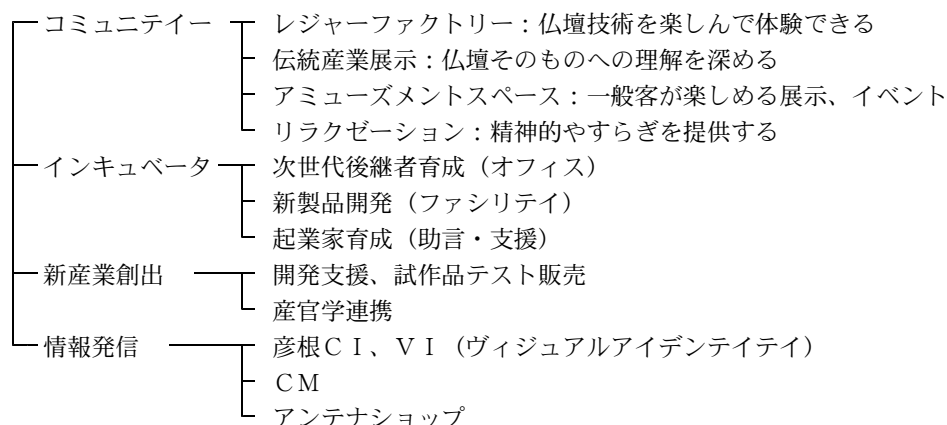 コミュニテイー レジャーファクトリー：仏壇技術を楽しんで体験できる
伝統産業展示：仏壇そのものへの理解を深める
アミューズメントスペース：一般客が楽しめる展示、イベント
リラクゼーション：精神的やすらぎを提供する
インキュベータ 次世代後継者育成（オフィス）
新製品開発（ファシリテイ）
起業家育成（助言・支援）
新産業創出 開発支援、試作品テスト販売
産官学連携
情報発信 彦根ＣＩ、ＶＩ（ヴィジュアルアイデンテイテイ）
ＣＭ
アンテナショップ